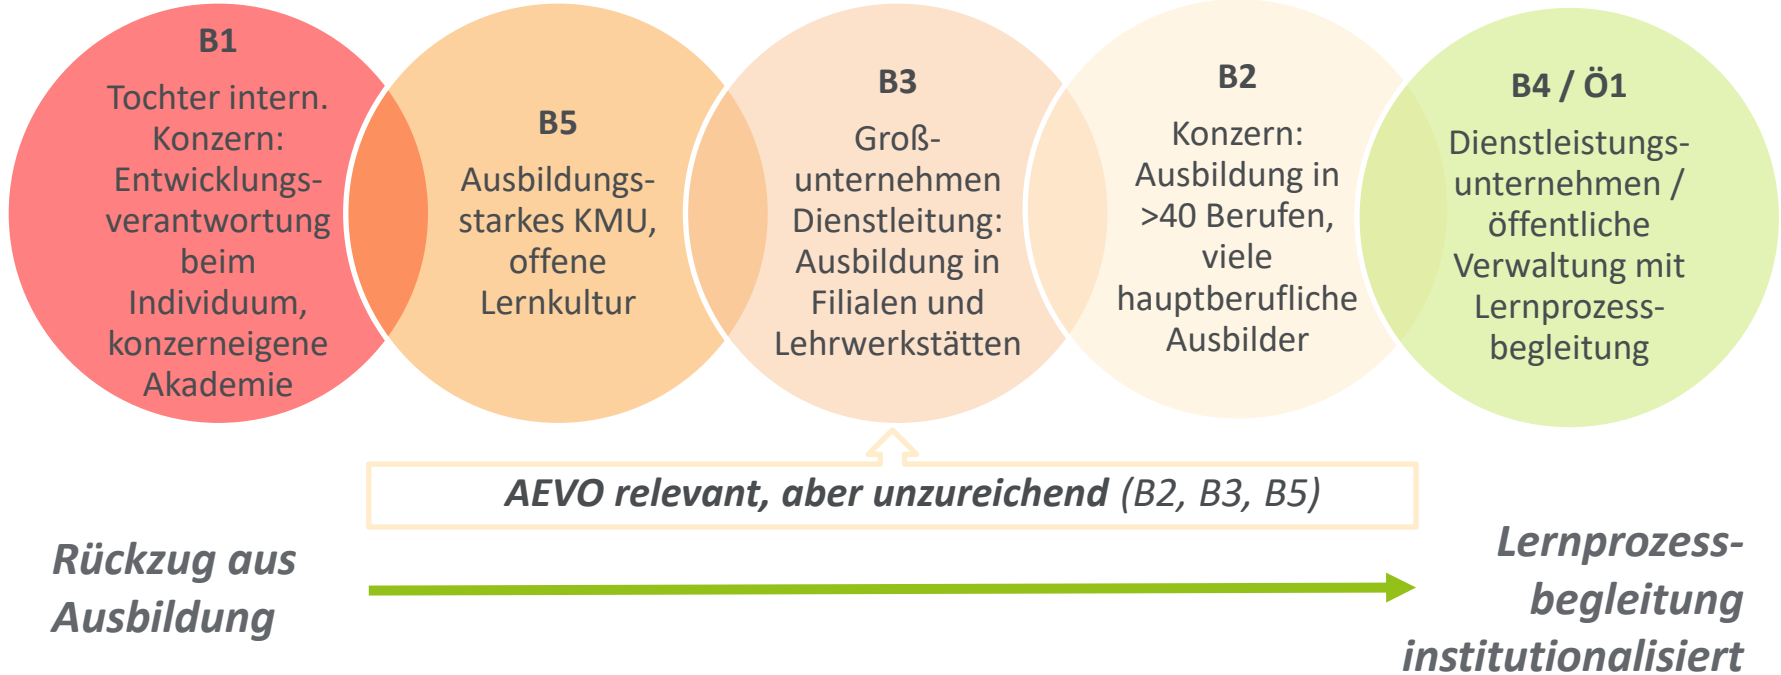 B1
Tochter intern.
Konzern:
Entwicklungs-
verantwortung
beim
Individuum,
konzerneigene
Akademie
B5
Ausbildungs-
starkes KMU,
offene
Lernkultur
B3
Groß-
unternehmen
Dienstleitung:
Ausbildung in
Filialen und
Lehrwerkstätten
B2
Konzern:
Ausbildung in
>40 Berufen,
viele
hauptberufliche
Ausbilder
B4 / Ö1
Dienstleistungs-
unternehmen /
öffentliche
Verwaltung mit
Lernprozess-
begleitung
AEVO relevant, aber unzureichend (B2, B3, B5)
Rückzug aus
Ausbildung
Lernprozess-
begleitung
institutionalisiert